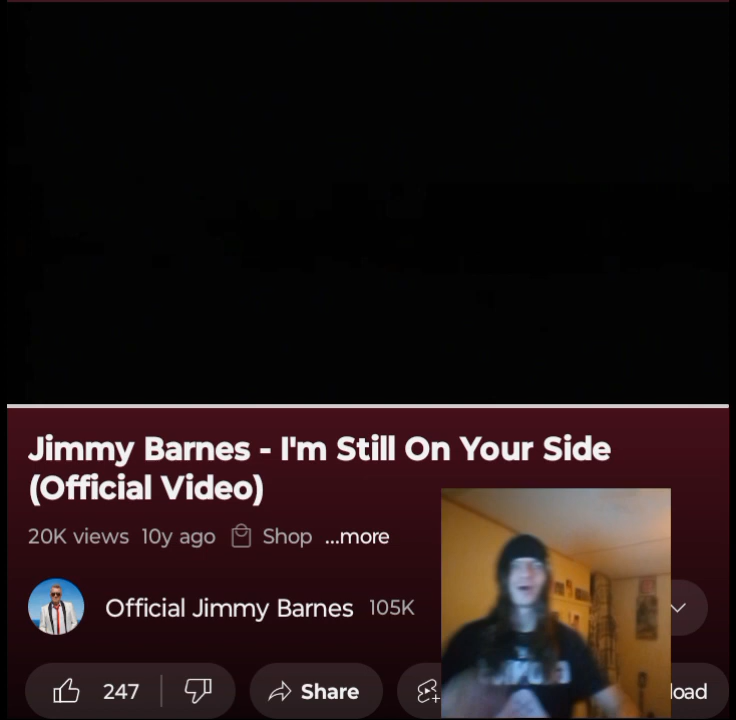 Jimmy Barnes - I'm Still On Your Side
(Official Video)
20K views 10y ago Shop ...more
Official Jimmy Barnes 105K
247 Share load